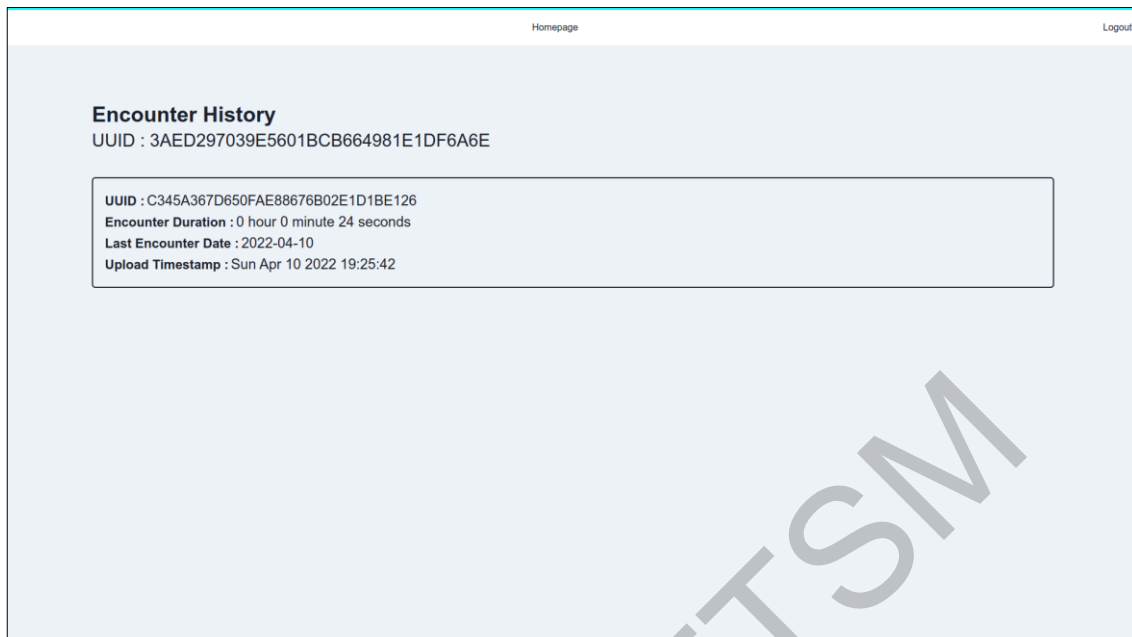 Homepage
Logout
Encounter History
UUID : 3AED297039E5601BCB664981E1DF6A6E
UUID : C345A367D650FAE88676B02E1D1BE126
Encounter Duration : 0 hour 0 minute 24 seconds
Last Encounter Date : 2022-04-10
Upload Timestamp : Sun Apr 10 2022 19:25:42
TSM